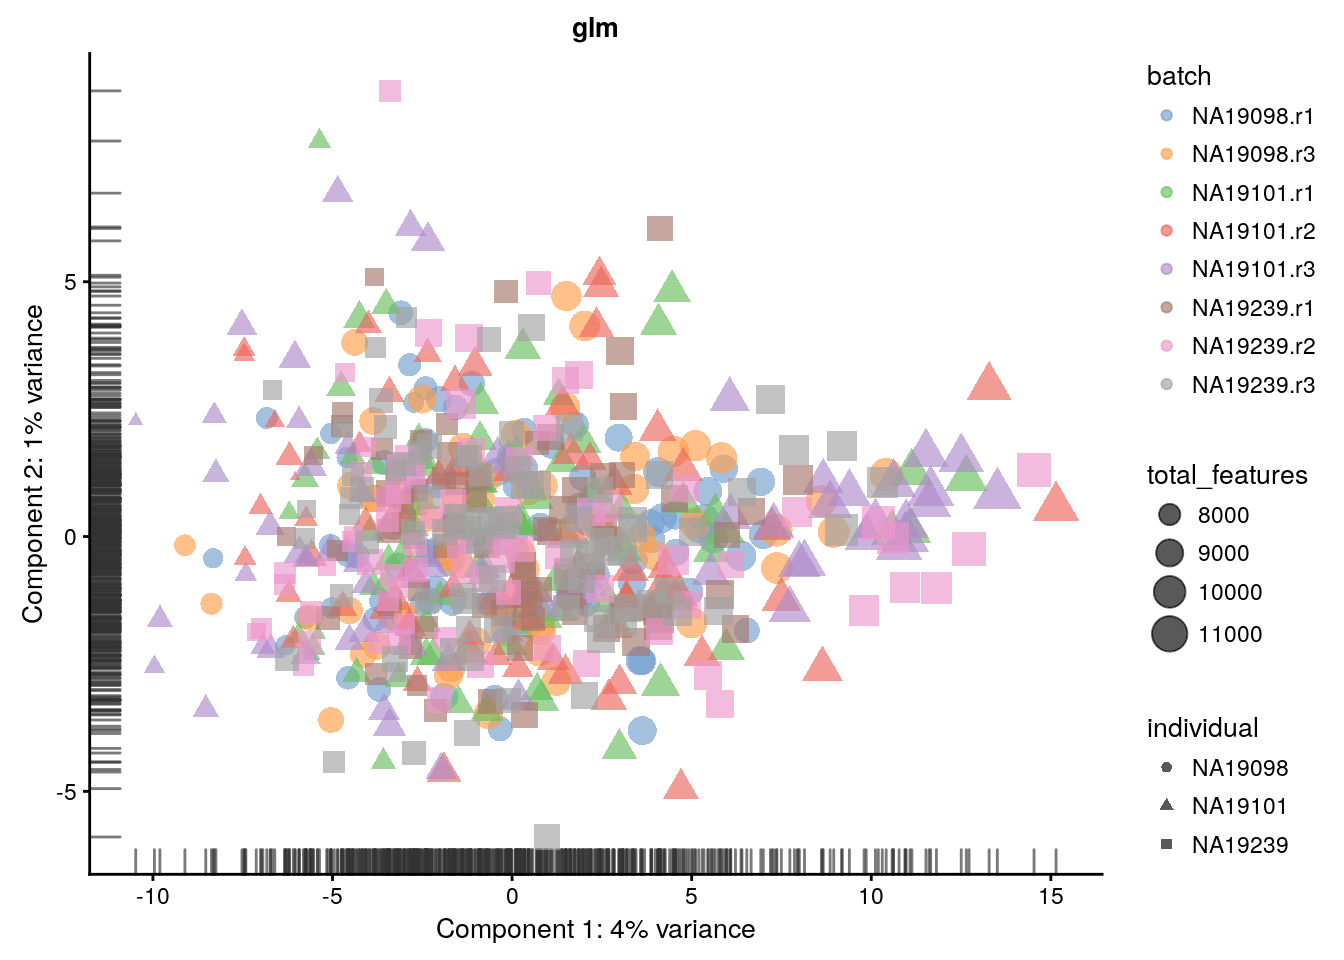 glm
Component 2: 1% variance
5
0
-5
-10
-5
0
5
10
15
Component 1: 4% variance
batch
NA19098.r1
NA19098.r3
NA19101.r1
NA19101.r2
NA19101.r3
NA19239.r1
NA19239.r2
NA19239.r3
total_features
8000
9000
10000
11000
individual
NA19098
NA19101
NA19239